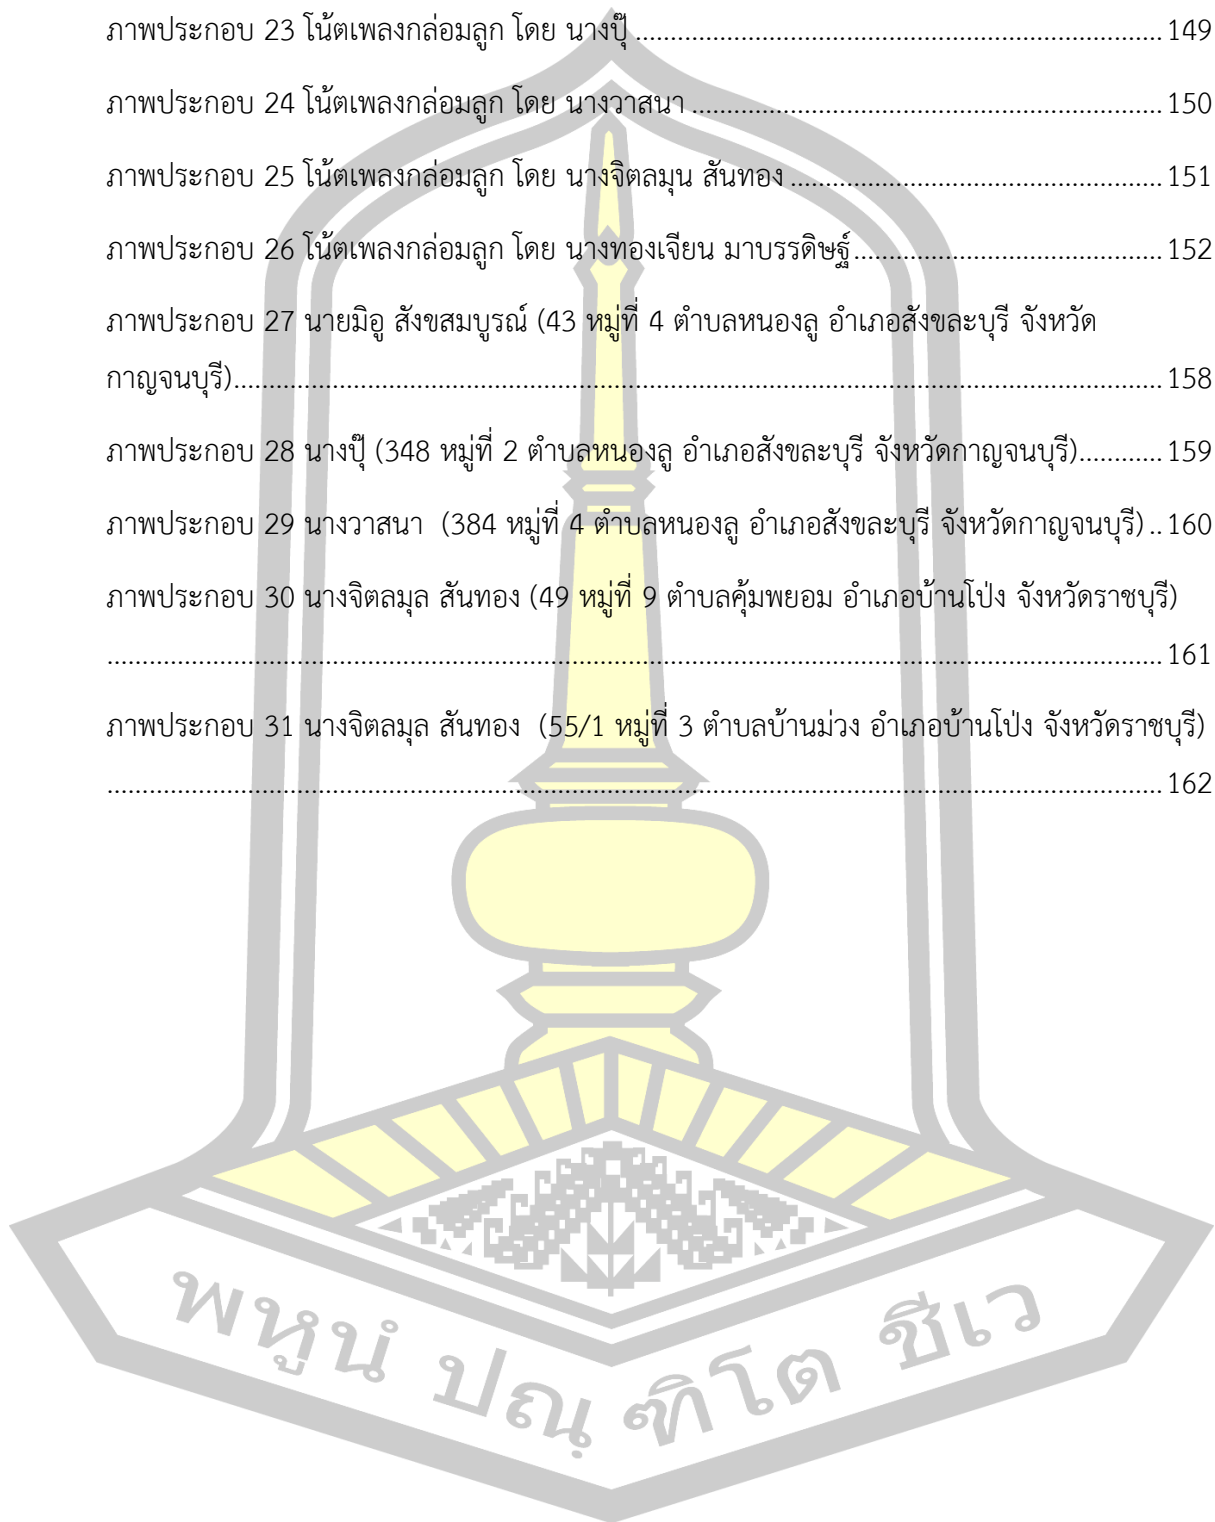 ภาพประกอบ 23 โน้ตเพลงกล่อมลูก โดย นางปุ๊ ........................................................................... 149
ภาพประกอบ 24 โน้ตเพลงกล่อมลูก โดย นางวาสนา ................................................................... 150
ภาพประกอบ 25 โน้ตเพลงกล่อมลูก โดย นางจิตลมุน สันทอง ..................................................... 151
ภาพประกอบ 26 โน้ตเพลงกล่อมลูก โดย นางทองเจียน มาบรรดิษฐ์............................................ 152
ภาพประกอบ 27 นายมิอู สังขสมบูรณ์ (43 หมู่ที่ 4 ตำบลหนองลู อำเภอสังขละบุรี จังหวัด
กาญจนบุรี)..................................................................................................................................... 158
ภาพประกอบ 28 นางปุ๊ (348 หมู่ที่ 2 ตำบลหนองลู อำเภอสังขละบุรี จังหวัดกาญจนบุรี)............ 159
ภาพประกอบ 29 นางวาสนา  (384 หมู่ที่ 4 ตำบลหนองลู อำเภอสังขละบุรี จังหวัดกาญจนบุรี) .. 160
ภาพประกอบ 30 นางจิตลมุล สันทอง (49 หมู่ที่ 9 ตำบลคุ้มพยอม อำเภอบ้านโป่ง จังหวัดราชบุรี)
....................................................................................................................................................... 161
ภาพประกอบ 31 นางจิตลมุล สันทอง  (55/1 หมู่ที่ 3 ตำบลบ้านม่วง อำเภอบ้านโป่ง จังหวัดราชบุรี)
....................................................................................................................................................... 162
พหูนํ ปณฺ ฑิโต ชีเว